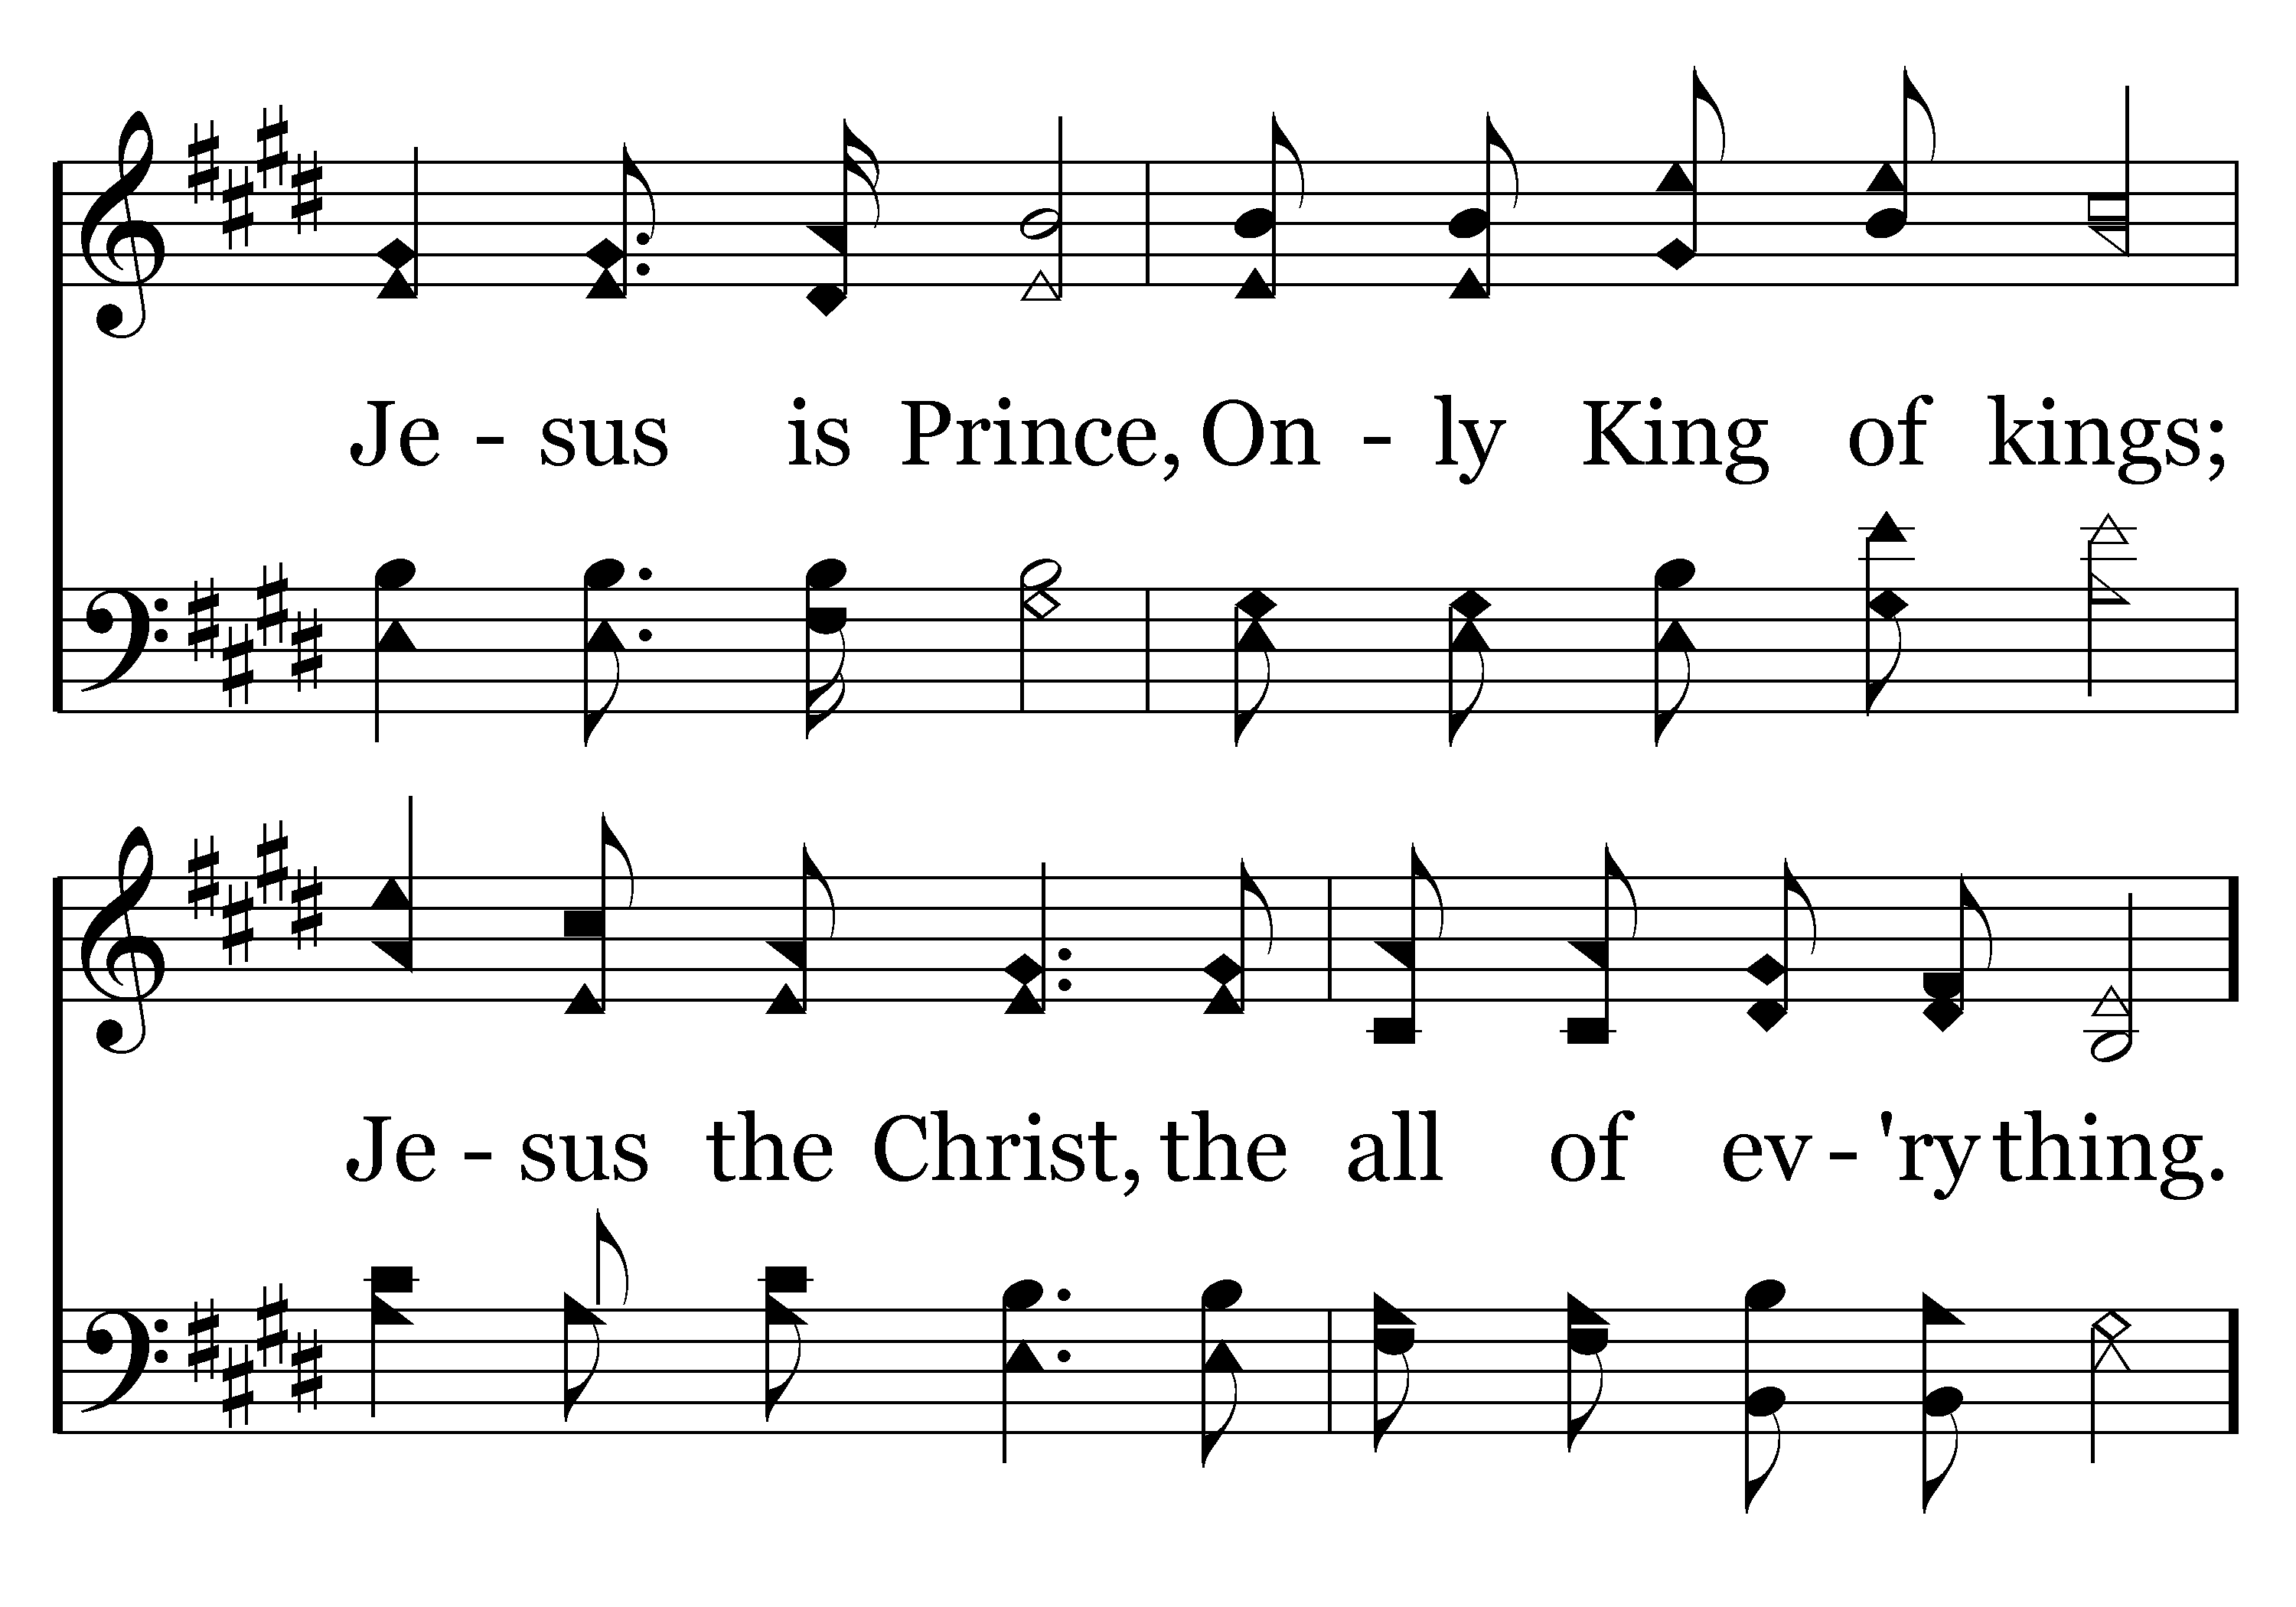 Je - sus is Prince, On - ly King of kings;
Je - sus the Christ, the all of ev - 'ry thing.